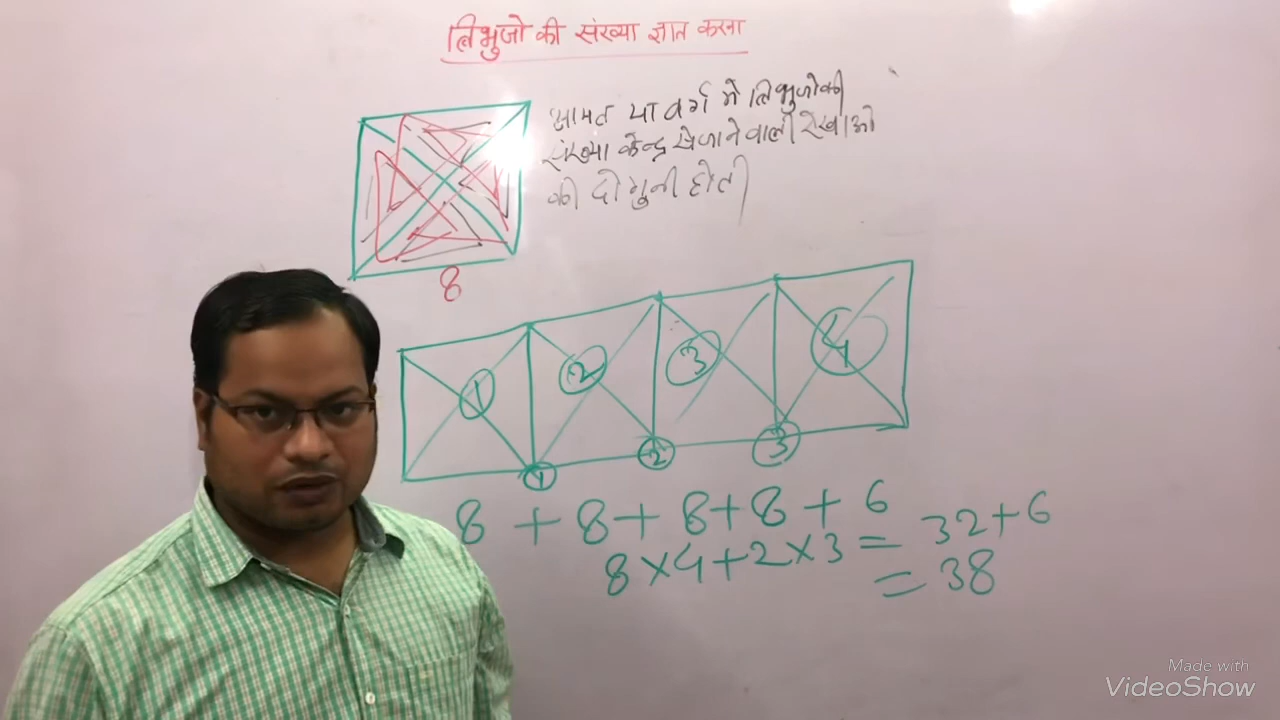 त्रिभुजो की संख्या ज्ञात करना
आयत या वर्ग में त्रिभुजो की
संख्या केन्द्र से जाने वाली रेखाओ
की दो गुनी होती
8
1 2 3 4
1 2 3
8 + 8 + 8 + 8 + 6
8 × 4 + 2 × 3 = 32 + 6
= 38
Made with
VideoShow